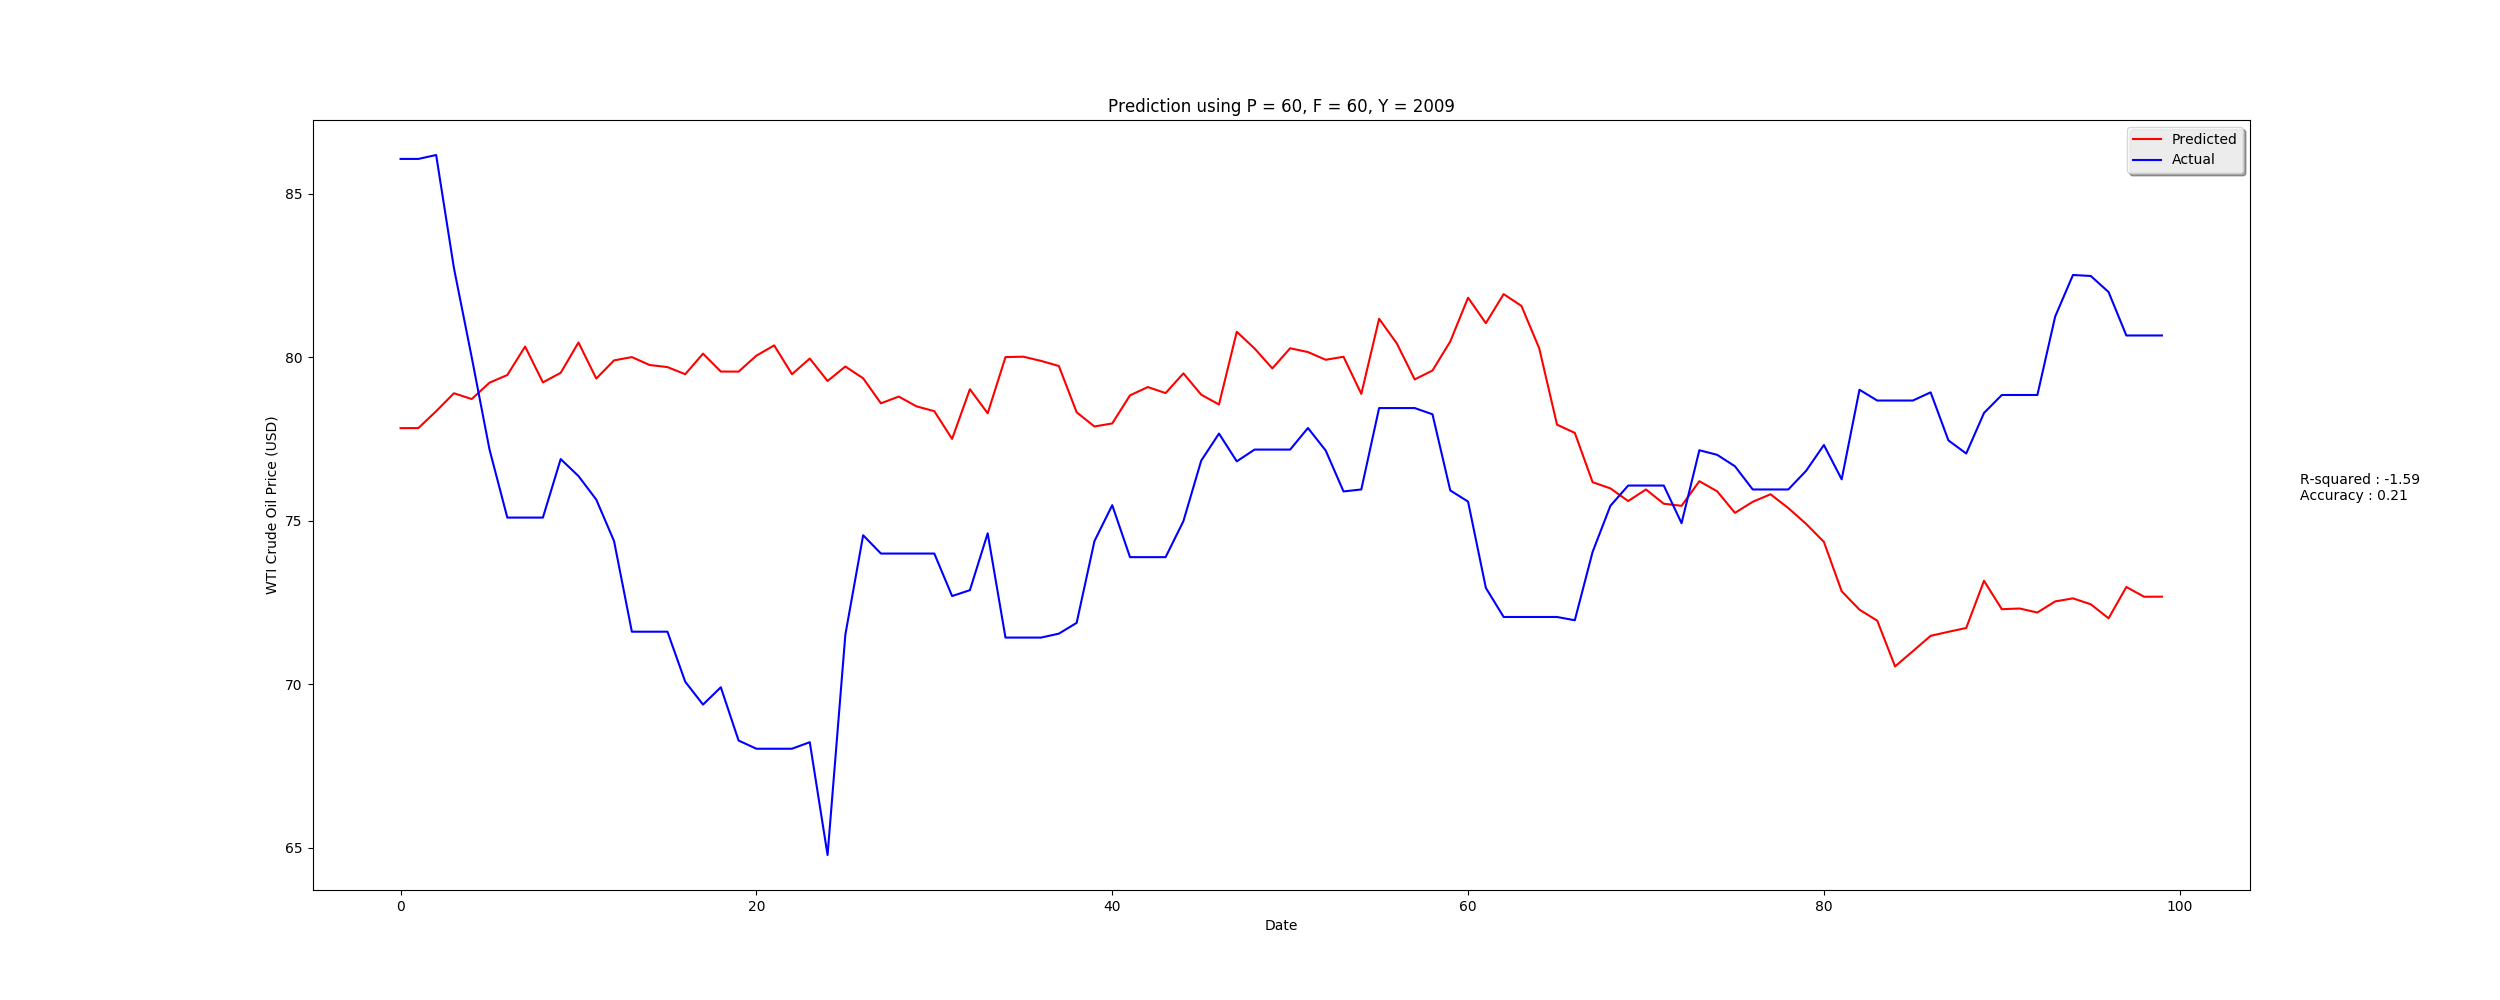 Prediction using P = 60, F = 60, Y = 2009
Predicted
Actual
85
80
75
70
65
WTI Crude Oil Price (USD)
0 20 40 60 80 100
Date
R-squared : -1.59
Accuracy : 0.21